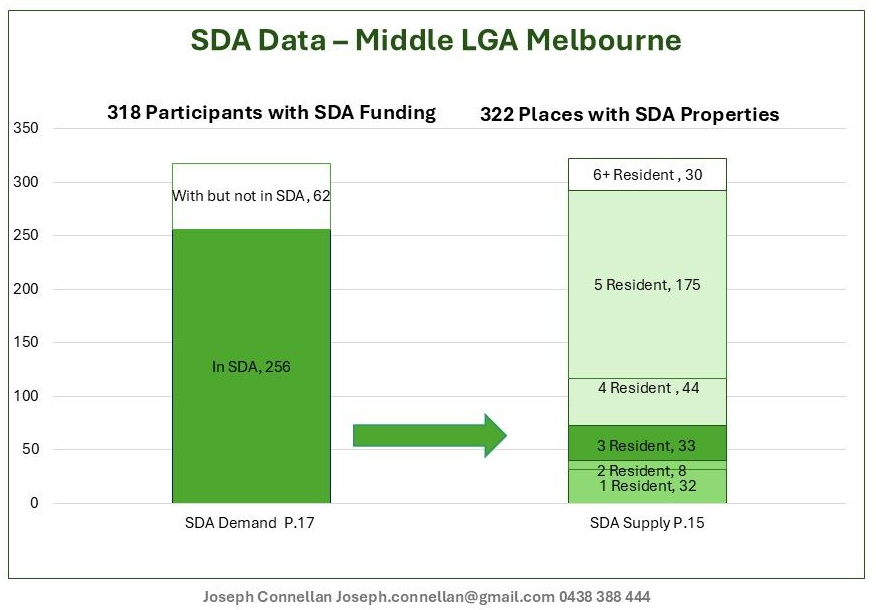 SDA Data – Middle LGA Melbourne
318 Participants with SDA Funding
322 Places with SDA Properties
350
300
250
200
150
100
50
0
With but not in SDA, 62
In SDA, 256
6+ Resident , 30
5 Resident, 175
4 Resident , 44
3 Resident, 33
2 Resident, 8
1 Resident, 32
SDA Demand P.17
SDA Supply P.15
Joseph Connellan Joseph.connellan@gmail.com 0438 388 444